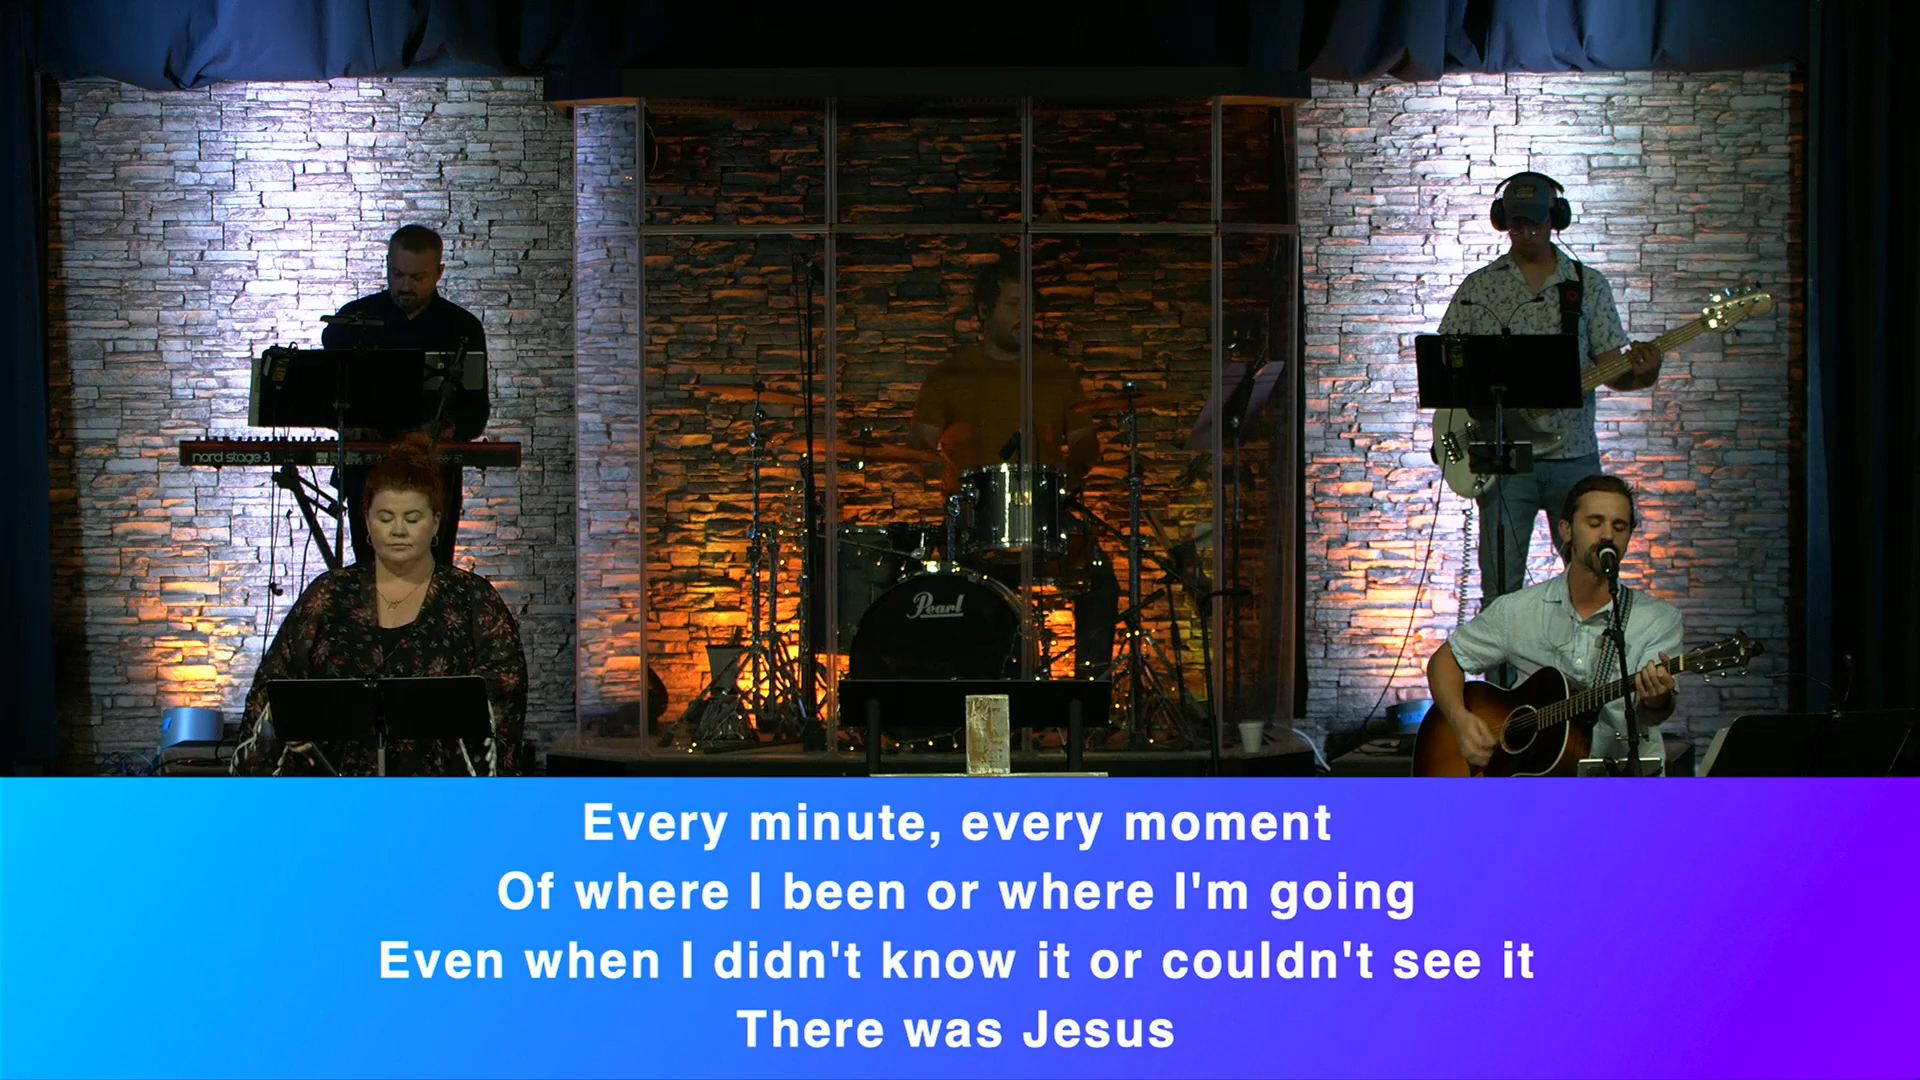 nord stage 3
Pearl
Every minute, every moment
Of where I been or where I'm going
Even when I didn't know it or couldn't see it
There was Jesus